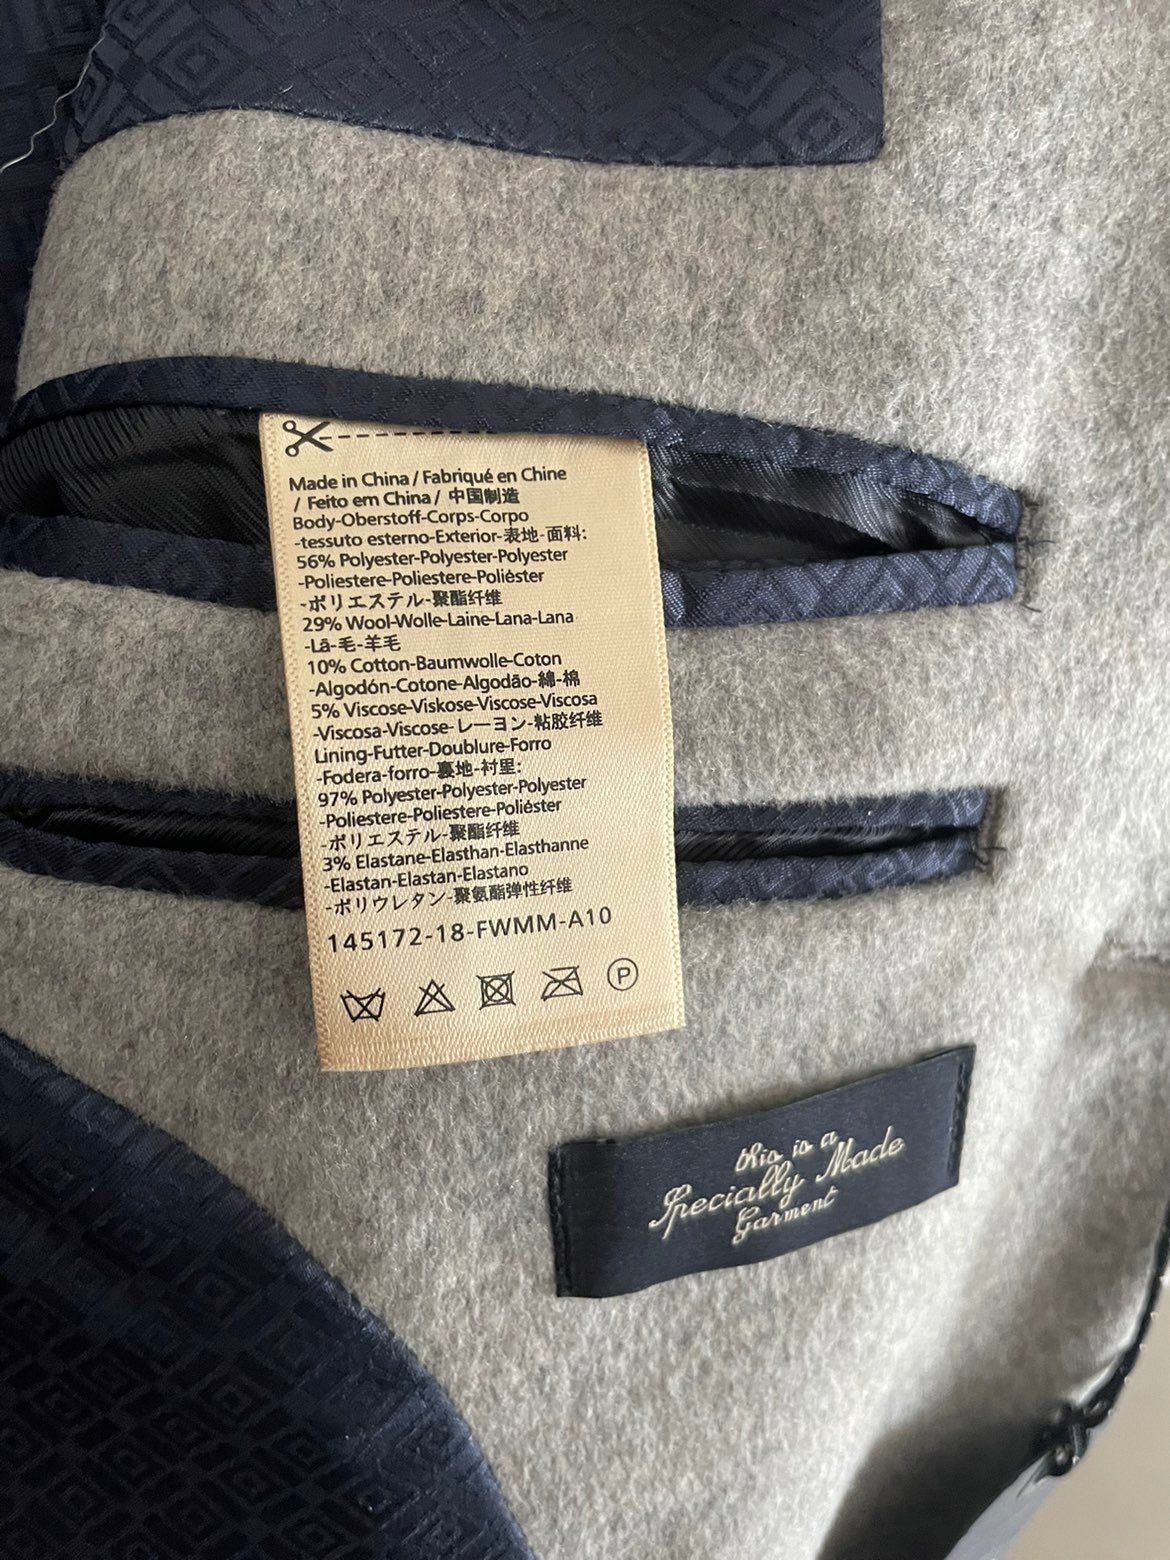 Made in China / Fabriqué en Chine
/ Feito em China / 中国制造
Body-Oberstoff-Corps-Corpo
-tessuto esterno-Exterior-表地-面料:
56% Polyester-Polyester-Polyester
-Poliestere-Poliestere-Poliéster
-ポリエステル-聚酯纤维
29% Wool-Wolle-Laine-Lana-Lana
-Lã-毛-羊毛
10% Cotton-Baumwolle-Coton
-Algodón-Cotone-Algodão-綿-棉
5% Viscose-Viskose-Viscose-Viscosa
-Viscosa-Viscose-レーヨン-粘胶纤维
Lining-Futter-Doublure-Forro
-Fodera-forro-裏地-衬里:
97% Polyester-Polyester-Polyester
-Poliestere-Poliestere-Poliéster
-ポリエステル-聚酯纤维
3% Elastane-Elasthan-Elasthanne
-Elastan-Elastan-Elastano
-ポリウレタン-聚氨酯弹性纤维
145172-18-FWMM-A10
P
this is a
Specially Made
Garment